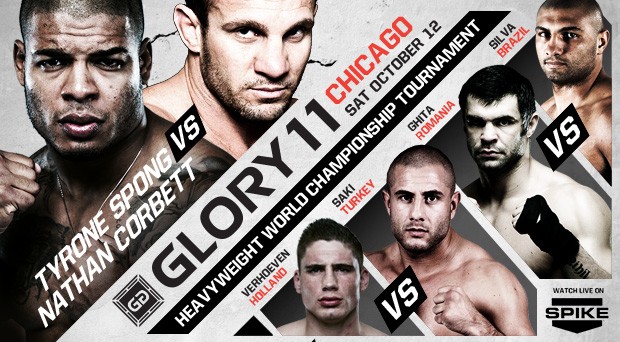 TYRONE SPONG
VS
NATHAN CORBETT
GD
GLORY 11
CHICAGO
SAT OCTOBER 12
HEAVYWEIGHT WORLD CHAMPIONSHIP TOURNAMENT
VERHOEVEN
HOLLAND
VS
SAKI
TURKEY
GHITA
ROMANIA
VS
SILVA
BRAZIL
WATCH LIVE ON
SPIKE